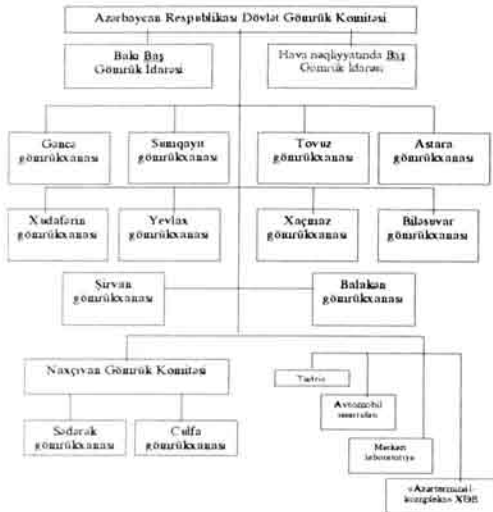 Azərbaycan Respublikası Dövlət Gömrük Komitəsi
Bakı Baş
Gömrük İdarəsi
Hava nəqliyyatında Baş
Gömrük İdarəsi
Gəncə
gömrükxanası
Sumqayıt
gömrükxanası
Tovuz
gömrükxanası
Astara
gömrükxanası
Xudafərin
gömrükxanası
Yevlax
gömrükxanası
Xaçmaz
gömrükxanası
Biləsuvar
gömrükxanası
Şirvan
gömrükxanası
Balakən
gömrükxanası
Naxçıvan Gömrük Komitəsi
Sədərək
gömrükxanası
Culfa
gömrükxanası
Avtomobil
Mərkəzi
laboratoriya
«Azərterminal-
kompleks» XÜB